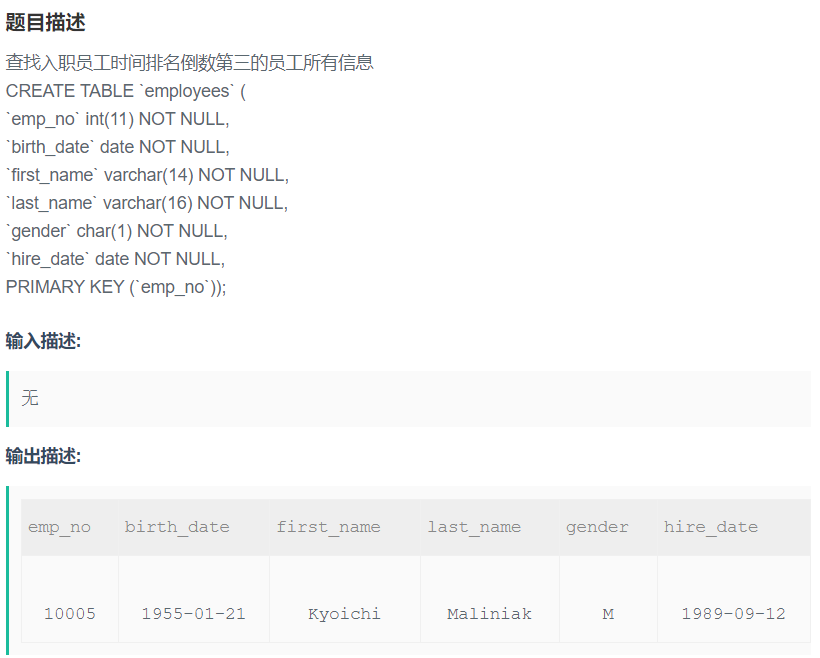 题目描述
查找入职员工时间排名倒数第三的员工所有信息
CREATE TABLE `employees` (
`emp_no` int(11) NOT NULL,
`birth_date` date NOT NULL,
`first_name` varchar(14) NOT NULL,
`last_name` varchar(16) NOT NULL,
`gender` char(1) NOT NULL,
`hire_date` date NOT NULL,
PRIMARY KEY (`emp_no`));
输入描述:
无
输出描述:
emp_no birth_date first_name last_name gender hire_date
10005 1955-01-21 Kyoichi Maliniak M 1989-09-12